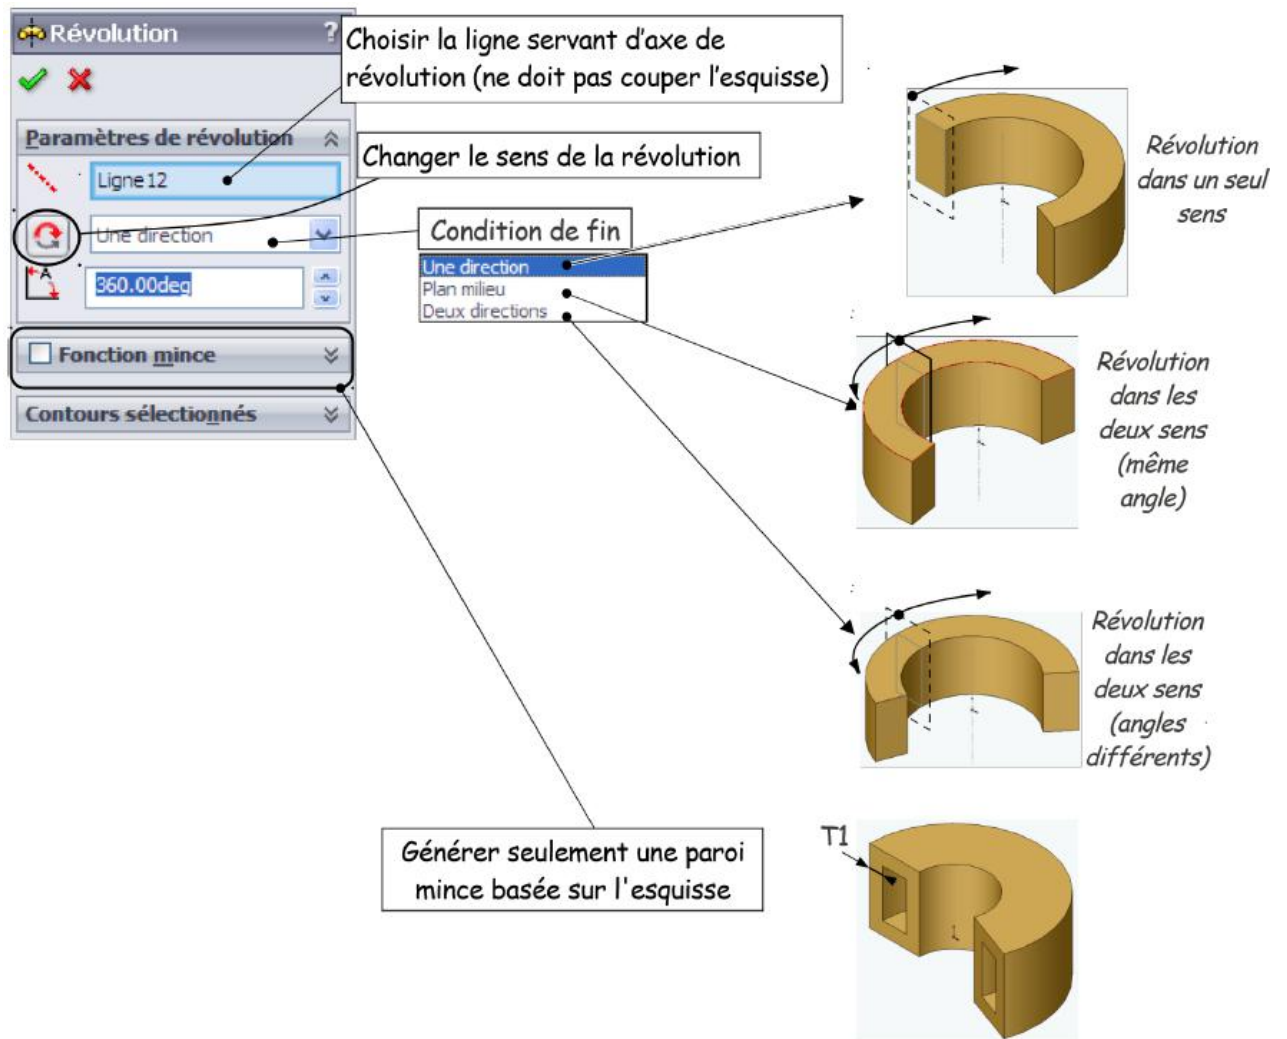 Révolution
?
Choisir la ligne servant d'axe de
révolution (ne doit pas couper l'esquisse)
Paramètres de révolution
Changer le sens de la révolution
Ligne12
Une direction
Condition de fin
A
360.00deg
Une direction
Plan milieu
Deux directions
Fonction mince
Contours sélectionnés
Révolution
dans un seul
sens
Révolution
dans les
deux sens
(même
angle)
Révolution
dans les
deux sens
(angles
différents)
Générer seulement une paroi
mince basée sur l'esquisse
T1